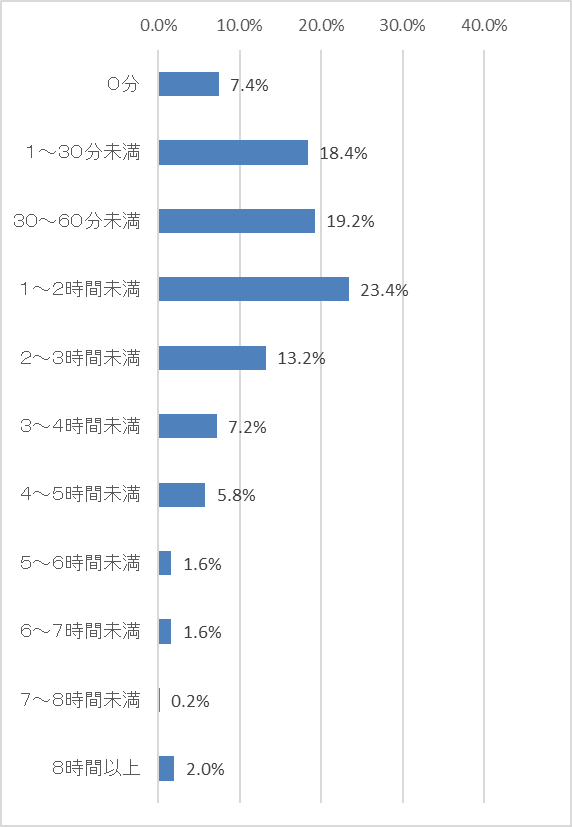 0.0% 10.0% 20.0% 30.0% 40.0%
０分 7.4%
１～３０分未満 18.4%
３０～６０分未満 19.2%
１～２時間未満 23.4%
２～３時間未満 13.2%
３～４時間未満 7.2%
４～５時間未満 5.8%
５～６時間未満 1.6%
６～７時間未満 1.6%
７～８時間未満 0.2%
８時間以上 2.0%